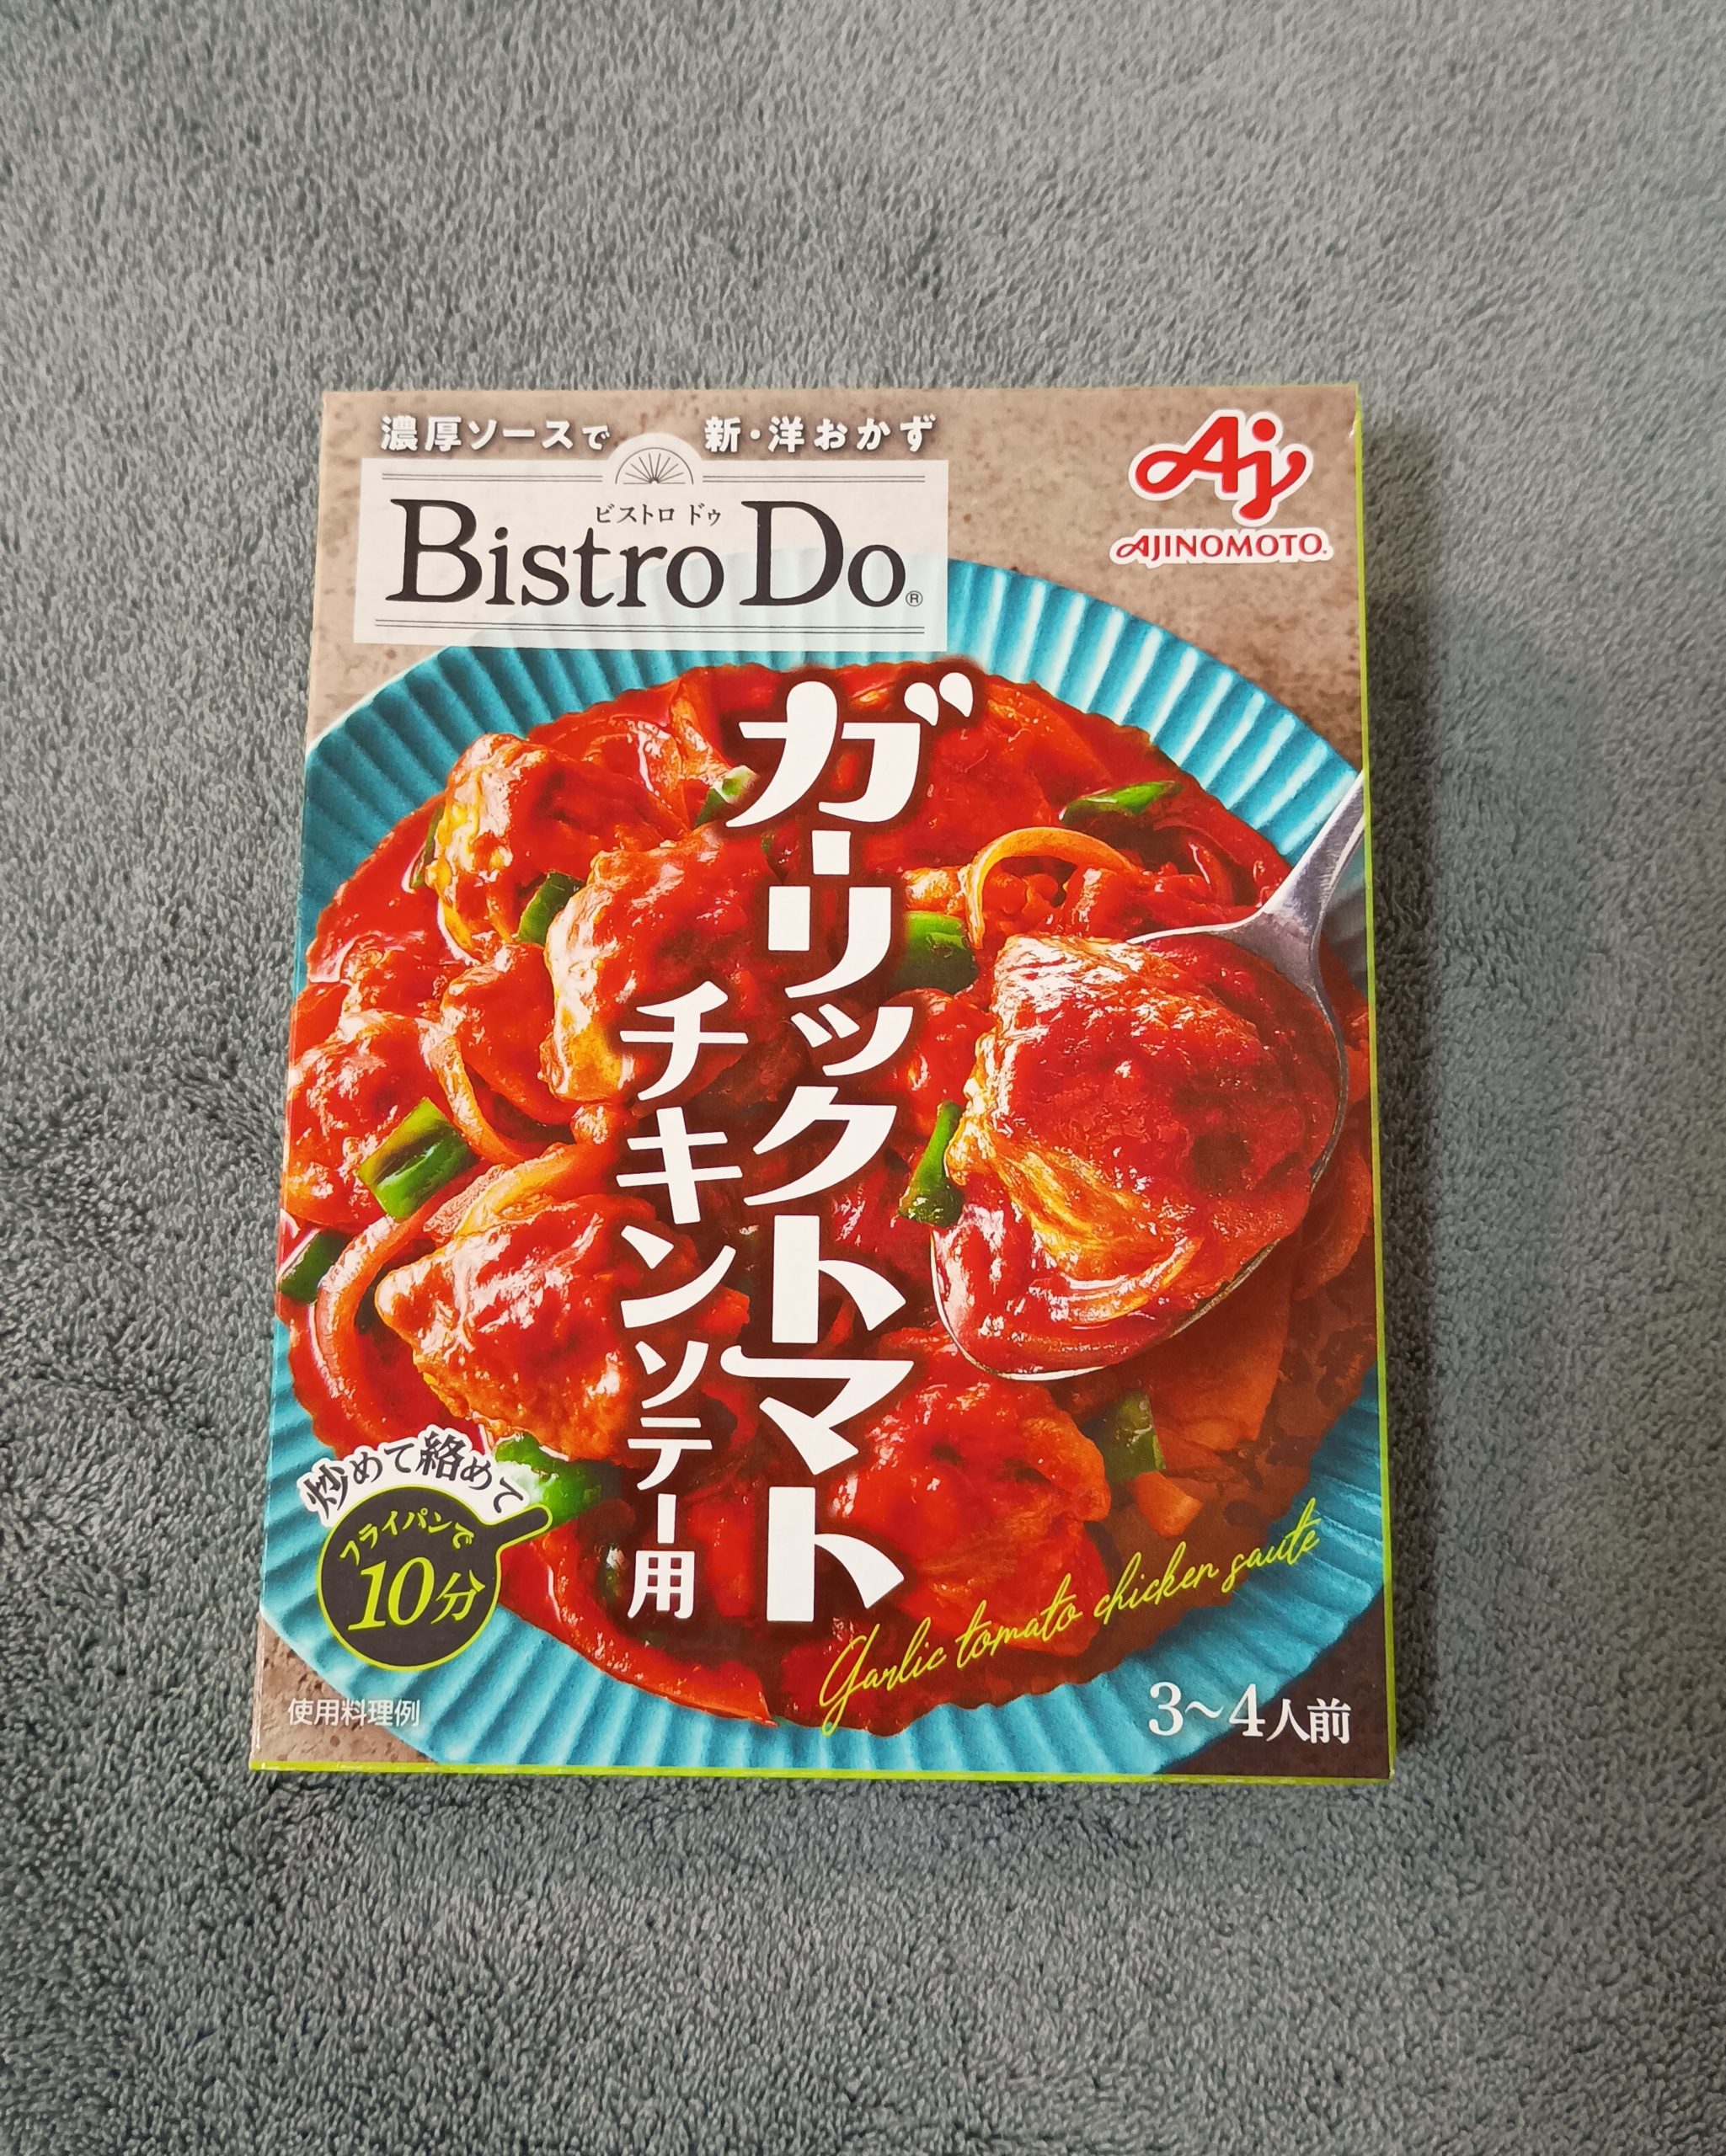 濃厚ソースで 新・洋おかず
ビストロ ドゥ
Bistro Do®
Aj
AJINOMOTO.
ガーリックトマト
チキンソテー用
炒めて絡めて
フライパンで
10分
Garlic tomato chicken saute
使用料理例
3~4人前